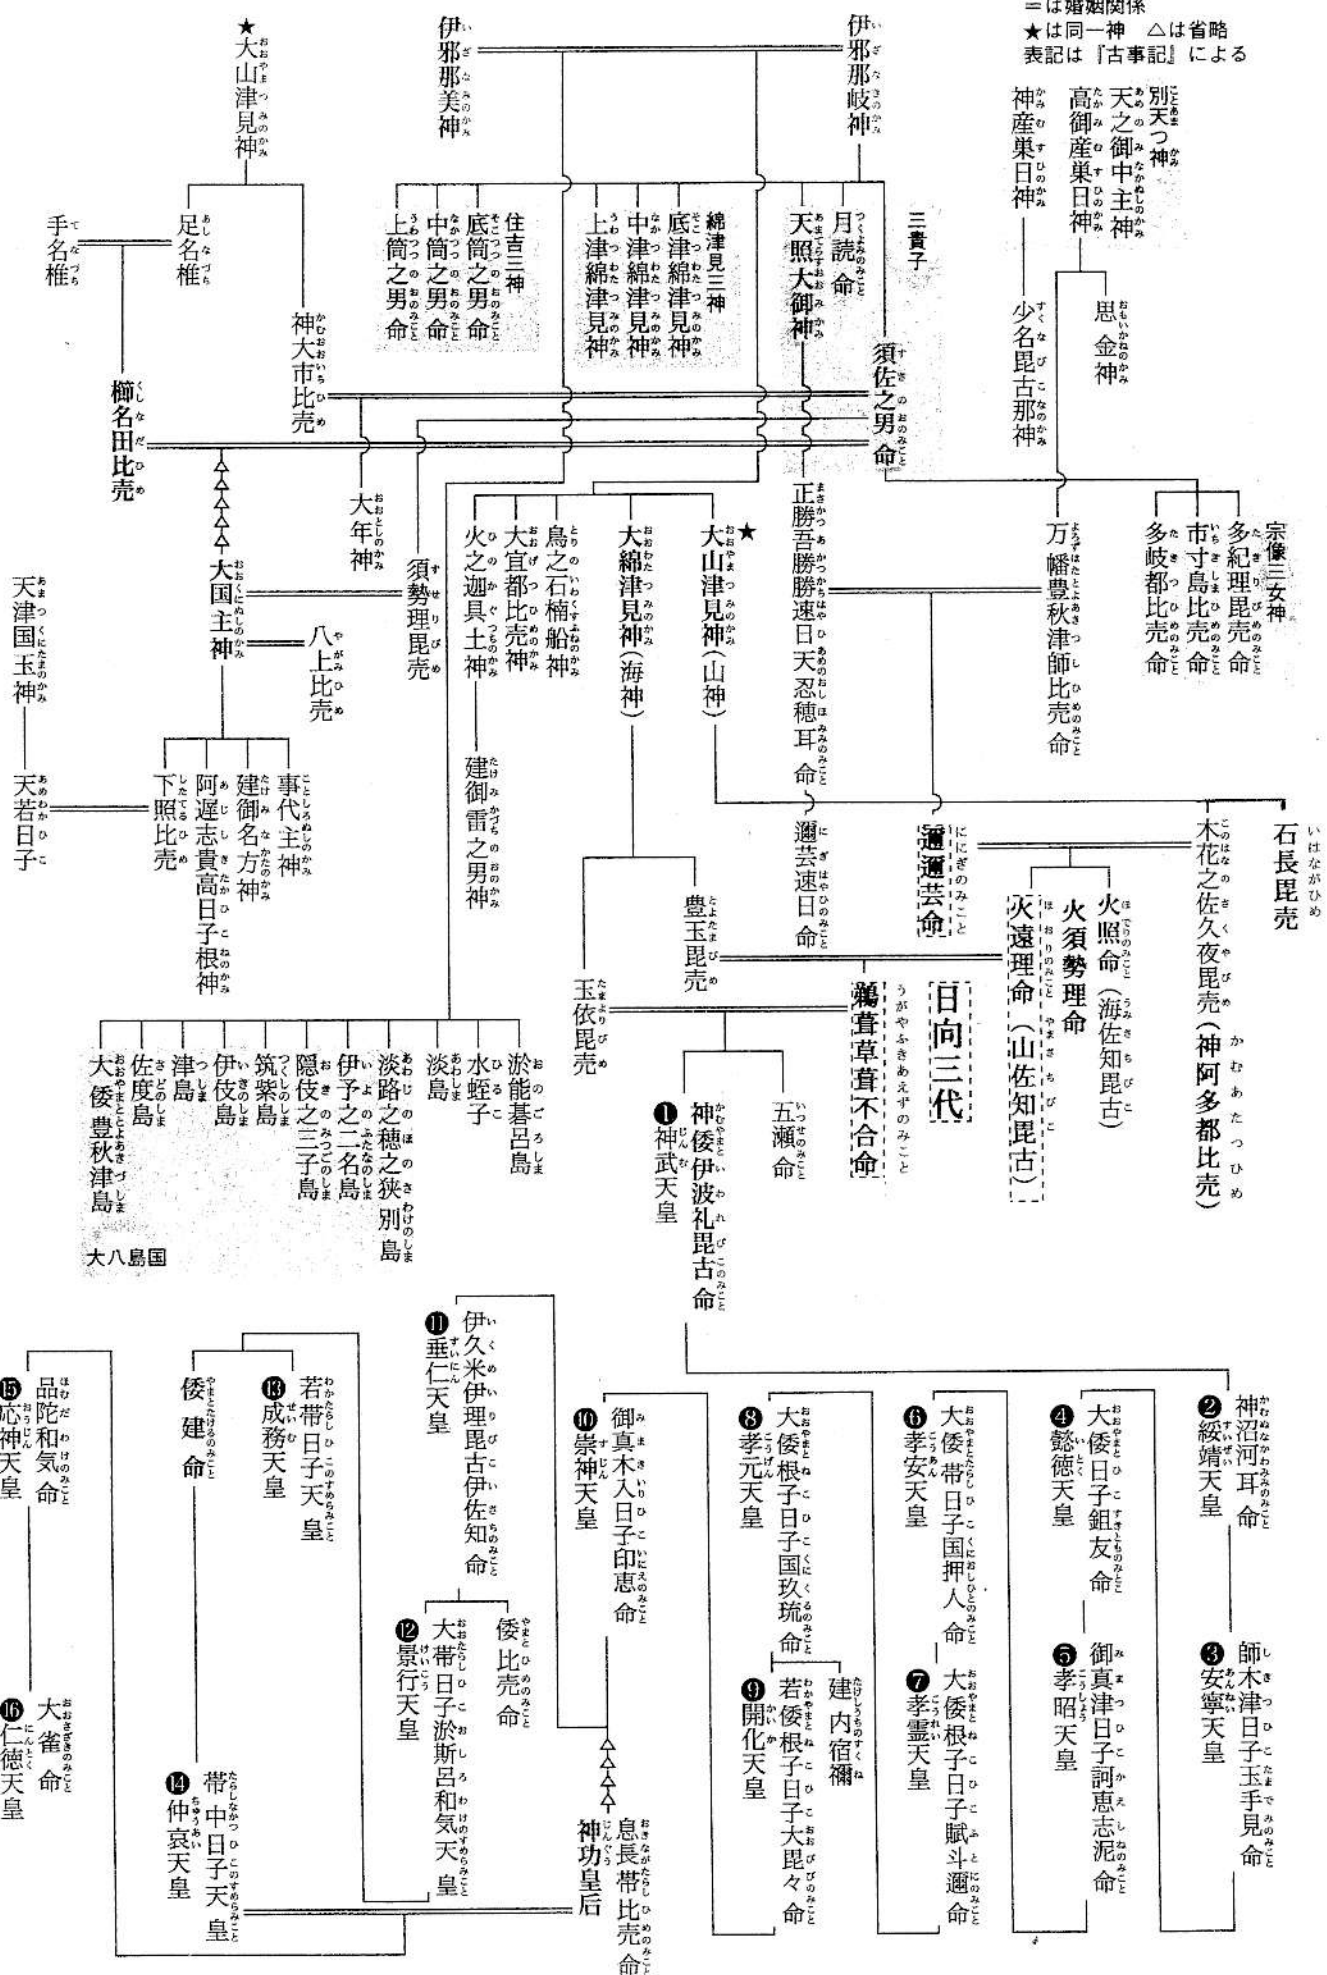 ＝は婚姻関係
★は同一神　△は省略
表記は『古事記』による
別天つ神
天之御中主神
高御産巣日神
神産巣日神
思金神
少名毘古那神
伊邪那岐神
伊邪那美神
★大山津見神
三貴子
月読命
天照大御神
須佐之男命
綿津見三神
底津綿津見神
中津綿津見神
上津綿津見神
住吉三神
底筒之男命
中筒之男命
上筒之男命
足名椎
手名椎
神大市比売
櫛名田比売
宗像三女神
多紀理毘売命
市寸島比売命
多岐都比売命
万幡豊秋津師比売命
正勝吾勝勝速日天忍穂耳命
★
大山津見神（山神）
大綿津見神（海神）
鳥之石楠船神
大宜都比売神
火之迦具土神
須勢理毘売
大年神
大国主神
八上比売
天津国玉神
建御雷之男神
事代主神
建御名方神
阿遅志貴高日子根神
下照比売
天若日子
いはながひめ
石長毘売
木花之佐久夜毘売（神阿多都比売）
かむあたつひめ
ににぎのみこと
邇邇芸命
邇芸速日命
火照命（海佐知毘古）
火須勢理命
火遠理命（山佐知毘古）
日向三代
うがやふきあえずのみこと
鵜葺草葺不合命
豊玉毘売
玉依毘売
五瀬命
神倭伊波礼毘古命
❶神武天皇
淤能碁呂島
水蛭子
淡島
淡路之穂之狭別島
伊予之二名島
隠伎之三子島
筑紫島
伊伎島
津島
佐度島
大倭豊秋津島
大八島国
神沼河耳命
❷綏靖天皇
師木津日子玉手見命
❸安寧天皇
大倭日子鉏友命
❹懿徳天皇
御真津日子訶恵志泥命
❺孝昭天皇
大倭帯日子国押人命
❻孝安天皇
大倭根子日子賦斗邇命
❼孝霊天皇
大倭根子日子国玖琉命
❽孝元天皇
建内宿禰
若倭根子日子大毘々命
❾開化天皇
御真木入日子印恵命
❿崇神天皇
伊久米伊理毘古伊佐知命
⓫垂仁天皇
倭比売命
大帯日子淤斯呂和気天皇
⓬景行天皇
若帯日子天皇
⓭成務天皇
倭建命
帯中日子天皇
⓮仲哀天皇
息長帯比売命
神功皇后
品陀和気命
⓯応神天皇
大雀命
⓰仁徳天皇